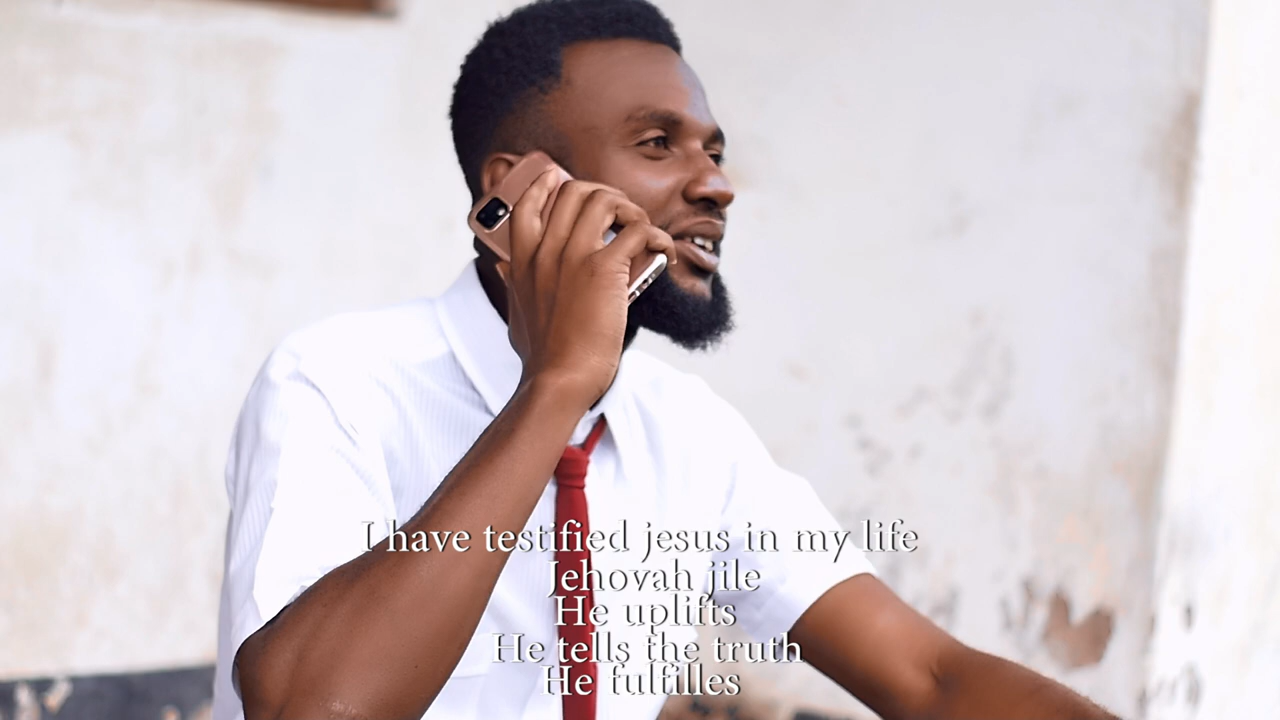 I have testified jesus in my life
Jehovah jile
He uplifts
He tells the truth
He fulfilles